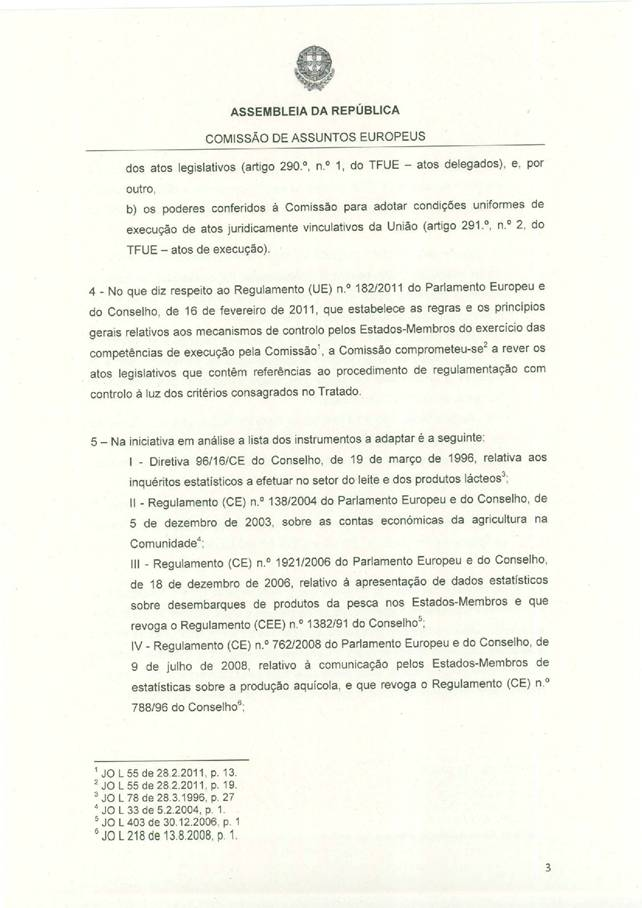 ASSEMBLEIA DA REPÚBLICA
COMISSÃO DE ASSUNTOS EUROPEUS
dos atos legislativos (artigo 290.º, n.º 1, do TFUE – atos delegados), e, por
outro,
b) os poderes conferidos à Comissão para adotar condições uniformes de
execução de atos juridicamente vinculativos da União (artigo 291.º, n.º 2, do
TFUE – atos de execução).
4 - No que diz respeito ao Regulamento (UE) n.º 182/2011 do Parlamento Europeu e
do Conselho, de 16 de fevereiro de 2011, que estabelece as regras e os princípios
gerais relativos aos mecanismos de controlo pelos Estados-Membros do exercício das
competências de execução pela Comissão¹, a Comissão comprometeu-se² a rever os
atos legislativos que contêm referências ao procedimento de regulamentação com
controlo à luz dos critérios consagrados no Tratado.
5 – Na iniciativa em análise a lista dos instrumentos a adaptar é a seguinte:
I - Diretiva 96/16/CE do Conselho, de 19 de março de 1996, relativa aos
inquéritos estatísticos a efetuar no setor do leite e dos produtos lácteos³;
II - Regulamento (CE) n.º 138/2004 do Parlamento Europeu e do Conselho, de
5 de dezembro de 2003, sobre as contas económicas da agricultura na
Comunidade⁴;
III - Regulamento (CE) n.º 1921/2006 do Parlamento Europeu e do Conselho,
de 18 de dezembro de 2006, relativo à apresentação de dados estatísticos
sobre desembarques de produtos da pesca nos Estados-Membros e que
revoga o Regulamento (CEE) n.º 1382/91 do Conselho⁵;
IV - Regulamento (CE) n.º 762/2008 do Parlamento Europeu e do Conselho, de
9 de julho de 2008, relativo à comunicação pelos Estados-Membros de
estatísticas sobre a produção aquícola, e que revoga o Regulamento (CE) n.º
788/96 do Conselho⁶;
¹ JO L 55 de 28.2.2011, p. 13.
² JO L 55 de 28.2.2011, p. 19.
³ JO L 78 de 28.3.1996, p. 27
⁴ JO L 33 de 5.2.2004, p. 1.
⁵ JO L 403 de 30.12.2006, p. 1
⁶ JO L 218 de 13.8.2008, p. 1.
3